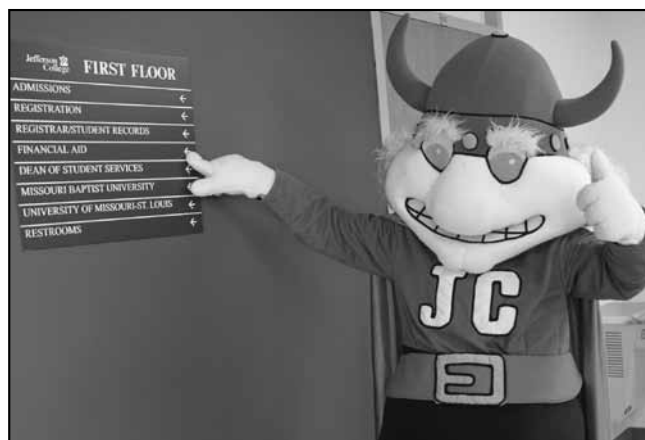 Jefferson
College
FIRST FLOOR
ADMISSIONS
REGISTRATION
REGISTRAR/STUDENT RECORDS
FINANCIAL AID
DEAN OF STUDENT SERVICES
MISSOURI BAPTIST UNIVERSITY
UNIVERSITY OF MISSOURI-ST. LOUIS
RESTROOMS
JC